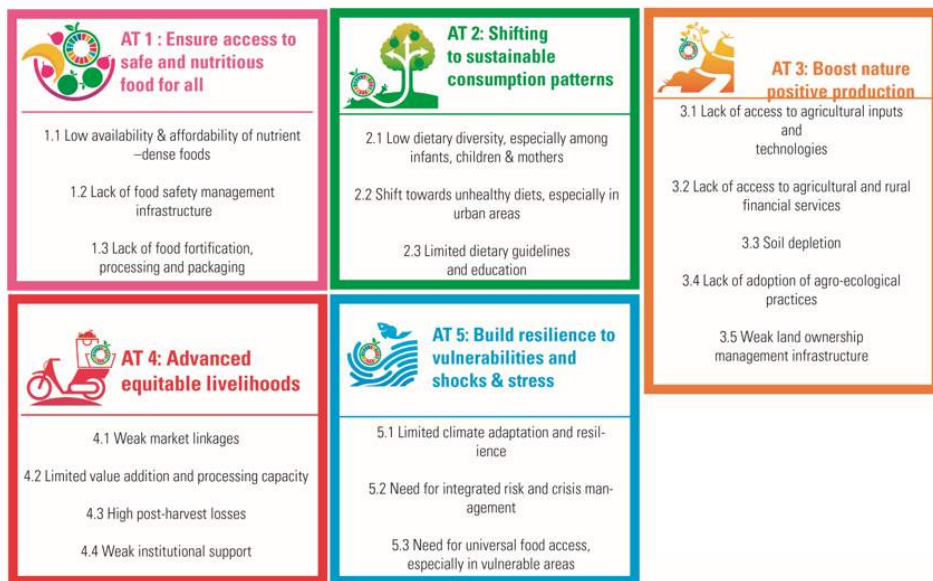 AT 1 : Ensure access to
safe and nutritious
food for all
1.1 Low availability & affordability of nutrient
–dense foods
1.2 Lack of food safety management
infrastructure
1.3 Lack of food fortification,
processing and packaging
AT 2: Shifting
to sustainable
consumption patterns
2.1 Low dietary diversity, especially among
infants, children & mothers
2.2 Shift towards unhealthy diets, especially in
urban areas
2.3 Limited dietary guidelines
and education
AT 3: Boost nature
positive production
3.1 Lack of access to agricultural inputs
and
technologies
3.2 Lack of access to agricultural and rural
financial services
3.3 Soil depletion
3.4 Lack of adoption of agro-ecological
practices
3.5 Weak land ownership
management infrastructure
AT 4: Advanced
equitable livelihoods
4.1 Weak market linkages
4.2 Limited value addition and processing capacity
4.3 High post-harvest losses
4.4 Weak institutional support
AT 5: Build resilience to
vulnerabilities and
shocks & stress
5.1 Limited climate adaptation and resil-
ience
5.2 Need for integrated risk and crisis man-
agement
5.3 Need for universal food access,
especially in vulnerable areas